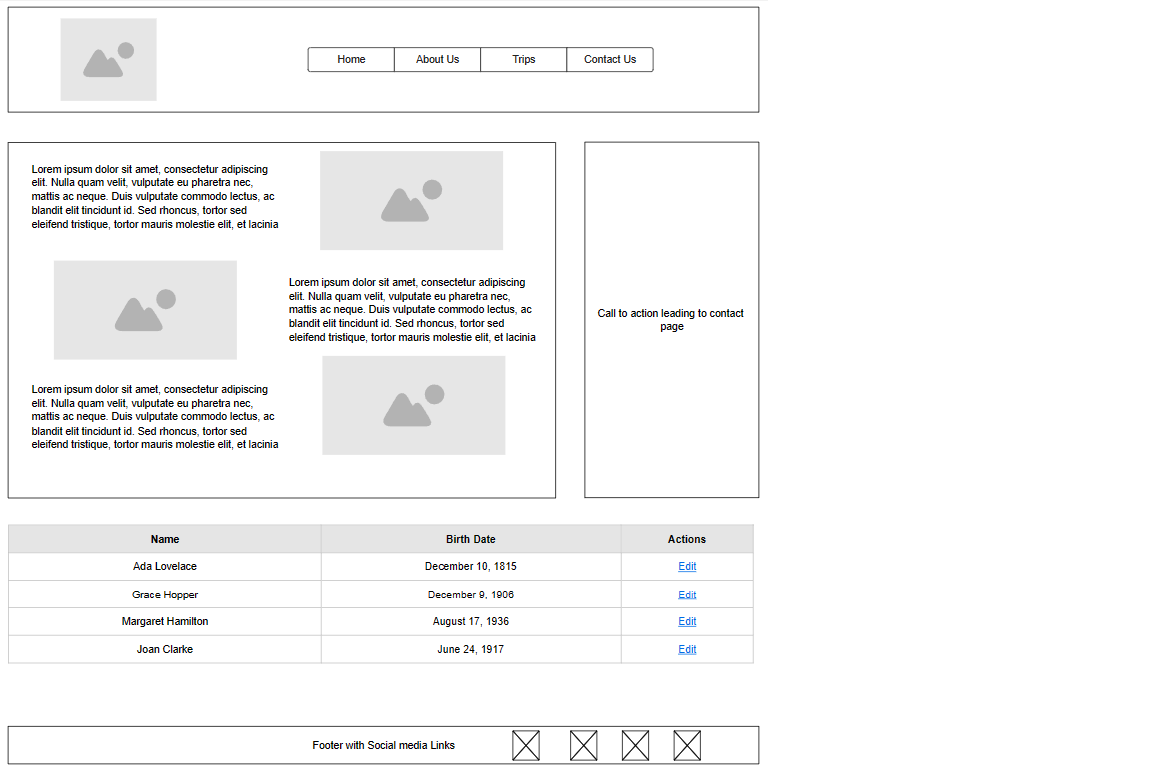 Home About Us Trips Contact Us
Lorem ipsum dolor sit amet, consectetur adipiscing
elit. Nulla quam velit, vulputate eu pharetra nec,
mattis ac neque. Duis vulputate commodo lectus, ac
blandit elit tincidunt id. Sed rhoncus, tortor sed
eleifend tristique, tortor mauris molestie elit, et lacinia
Lorem ipsum dolor sit amet, consectetur adipiscing
elit. Nulla quam velit, vulputate eu pharetra nec,
mattis ac neque. Duis vulputate commodo lectus, ac
blandit elit tincidunt id. Sed rhoncus, tortor sed
eleifend tristique, tortor mauris molestie elit, et lacinia
Lorem ipsum dolor sit amet, consectetur adipiscing
elit. Nulla quam velit, vulputate eu pharetra nec,
mattis ac neque. Duis vulputate commodo lectus, ac
blandit elit tincidunt id. Sed rhoncus, tortor sed
eleifend tristique, tortor mauris molestie elit, et lacinia
Call to action leading to contact
page
Name Birth Date Actions
Ada Lovelace December 10, 1815 Edit
Grace Hopper December 9, 1906 Edit
Margaret Hamilton August 17, 1936 Edit
Joan Clarke June 24, 1917 Edit
Footer with Social media Links